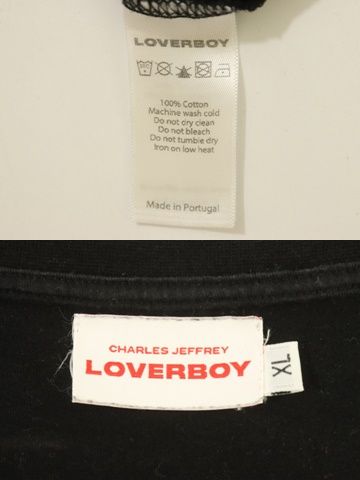 LOVERBOY
100% Cotton
Machine wash cold
Do not dry clean
Do not bleach
Do not tumble dry
Iron on low heat
Made in Portugal
CHARLES JEFFREY
LOVERBOY
XL